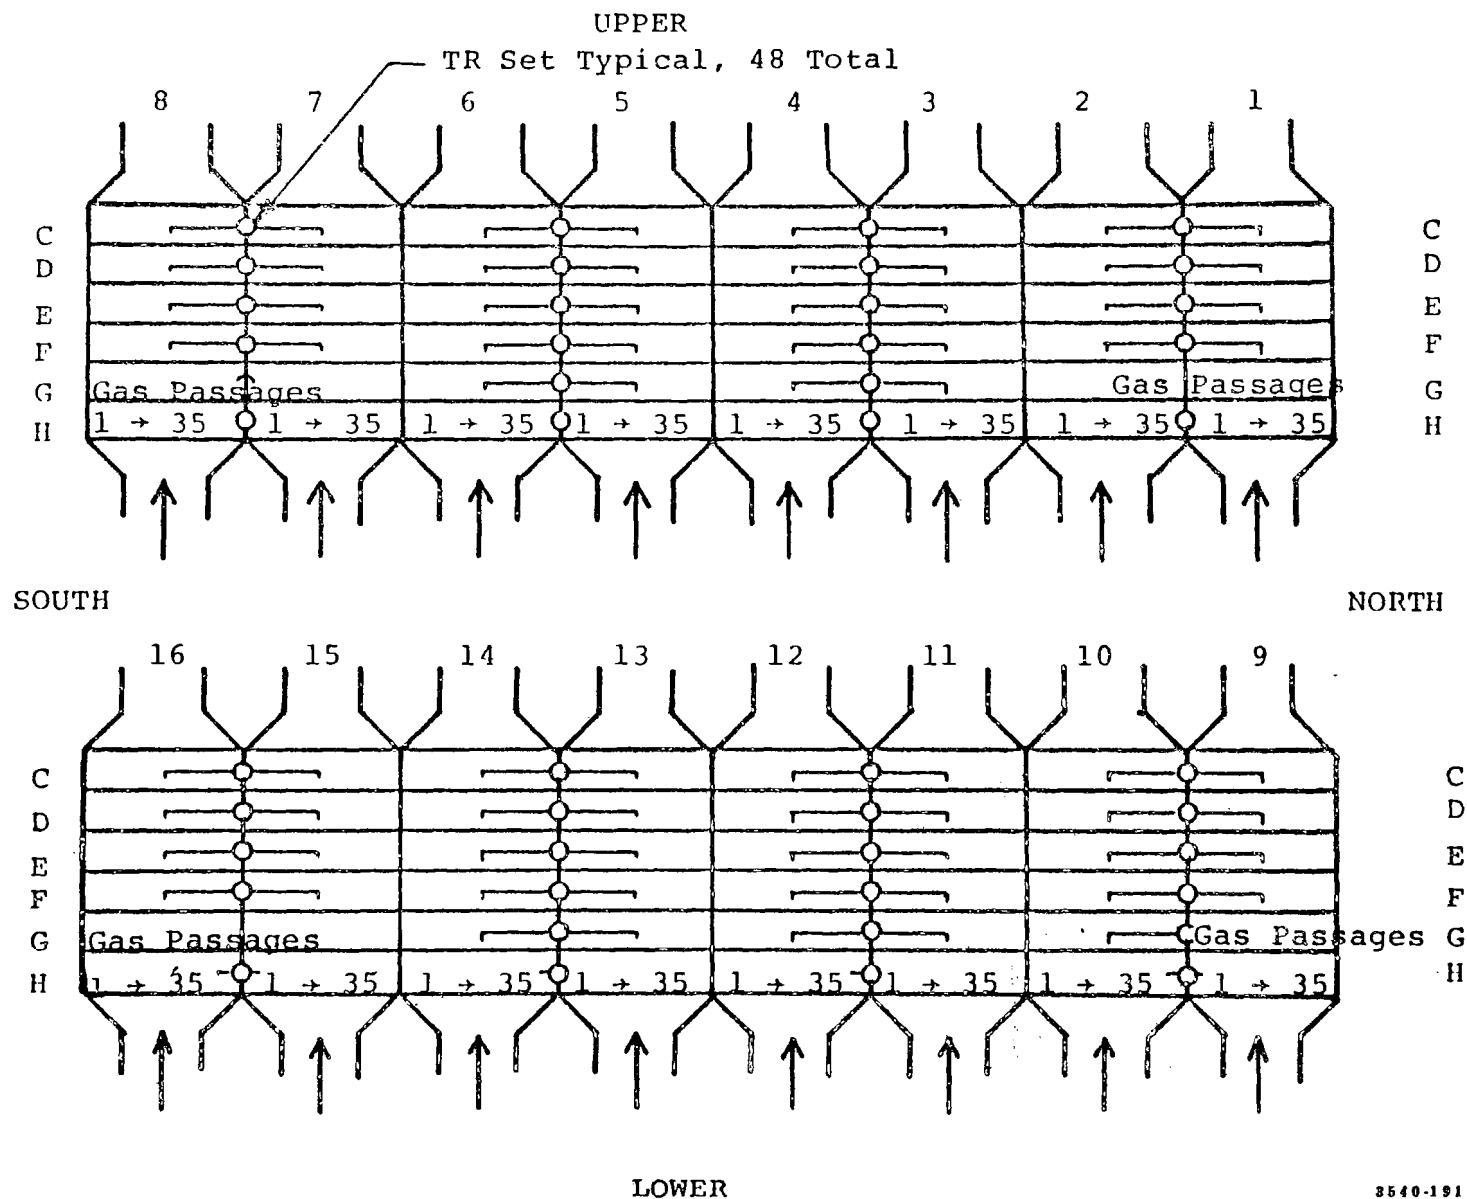 UPPER
TR Set Typical, 48 Total
8 7 6 5 4 3 2 1
C C
D D
E E
F F
G Gas Passages Gas Passages G
H 1 → 35 1 → 35 1 → 35 1 → 35 1 → 35 1 → 35 1 → 35 1 → 35 H
SOUTH NORTH
16 15 14 13 12 11 10 9
C C
D D
E E
F F
G Gas Passages Gas Passages G
H 1 → 35 1 → 35 1 → 35 1 → 35 1 → 35 1 → 35 1 → 35 1 → 35 H
LOWER
3540-191